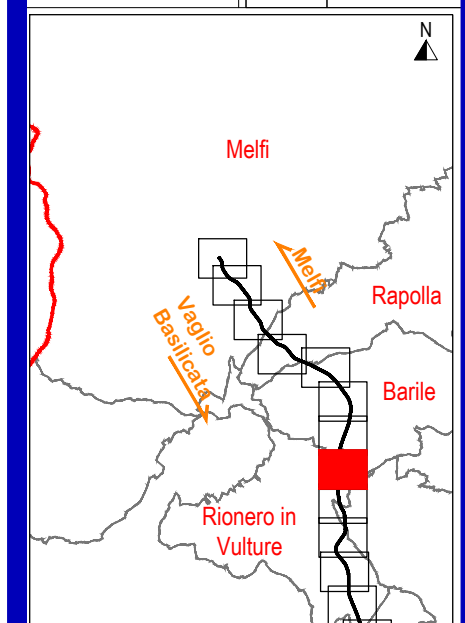 N
Melfi
Melfi
Rapolla
Vaglio
Basilicata
Barile
Rionero in
Vulture